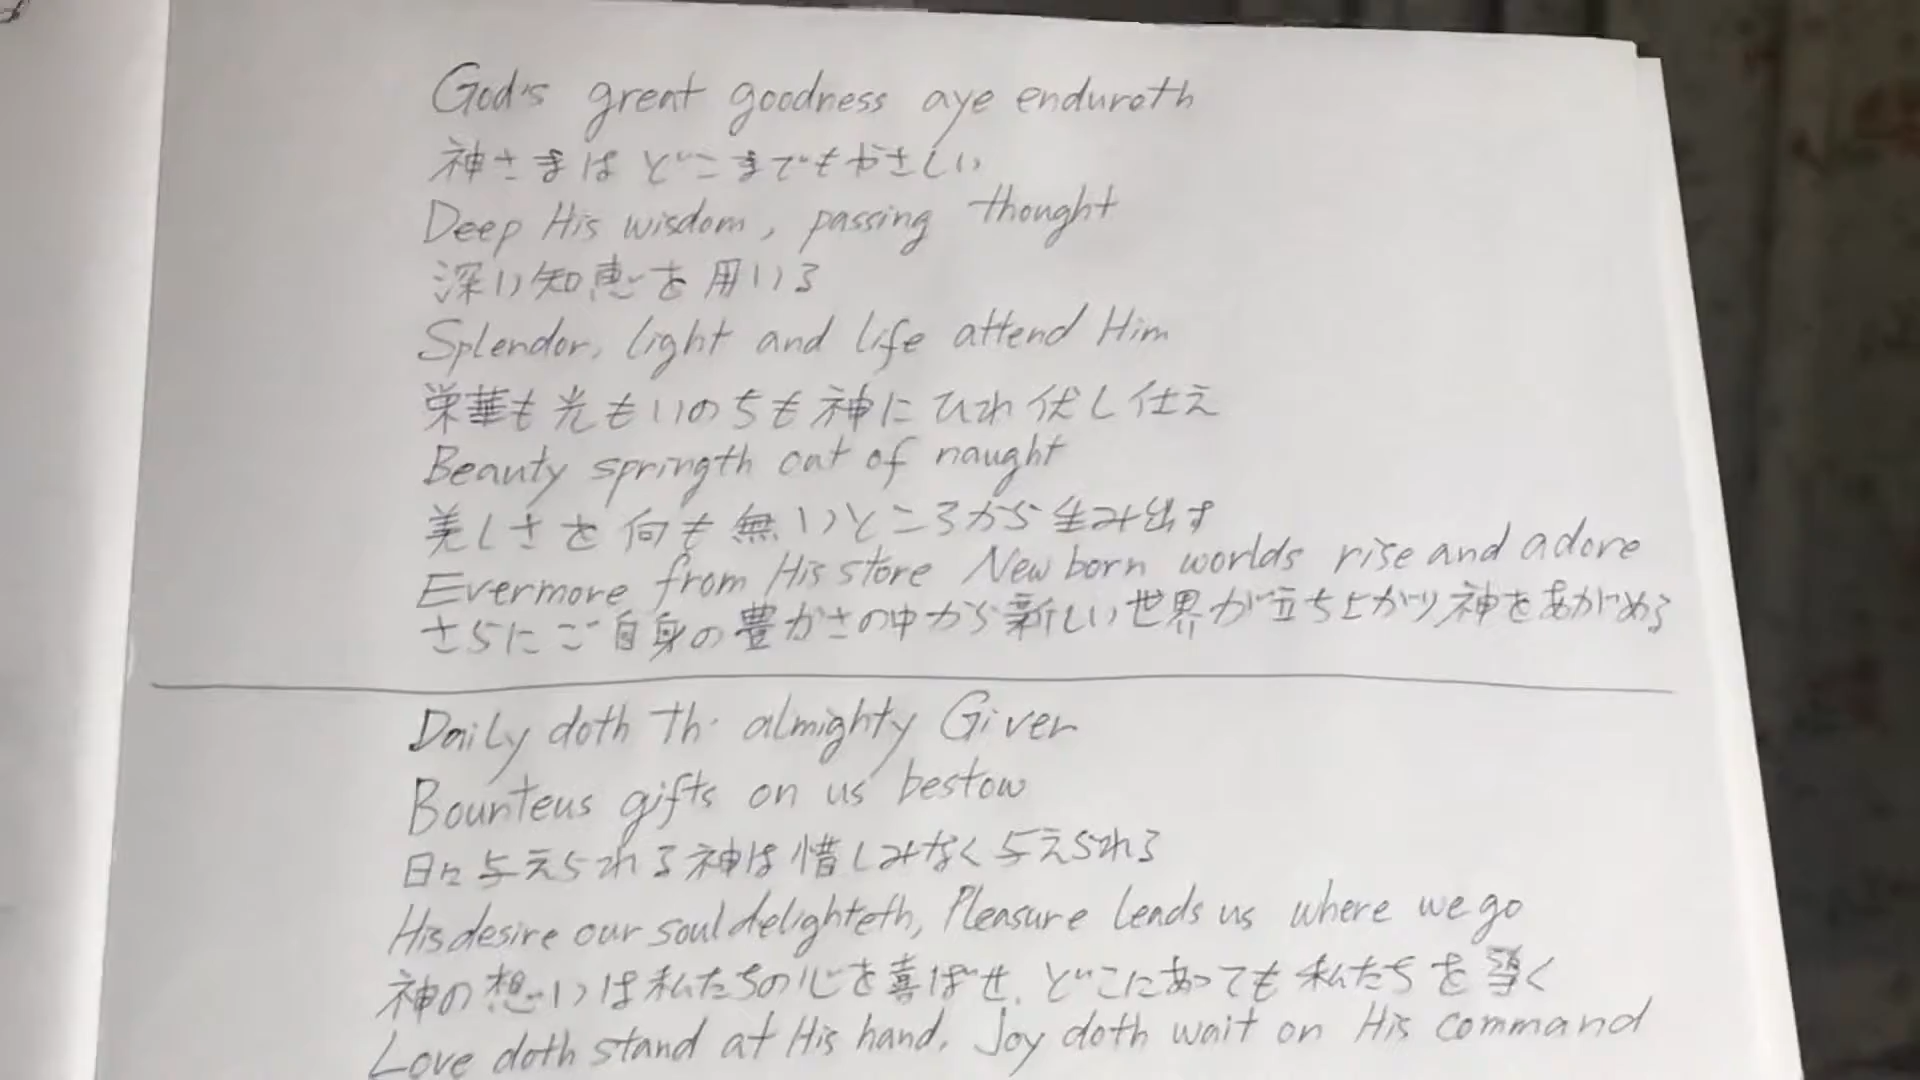 God's great goodness aye endureth
神さまは どこまでもやさしい
Deep His wisdom, passing thought
深い知恵を用いる
Splendor, light and life attend Him
栄華も光もいのちも神にひれ伏し仕え
Beauty springth out of naught
美しさを何も無いところから生み出す
Evermore from His store New born worlds rise and adore
さらにご自身の豊かさの中から新しい世界が立ち上がり神をあがめる
Daily doth th' almighty Giver
Bounteus gifts on us bestow
日々与えられる神は惜しみなく与えられる
His desire our soul delighteth, Pleasure leads us where we go
神の想いは私たちの心を喜ばせ、どこにあっても私たちを導く
Love doth stand at His hand, Joy doth wait on His command